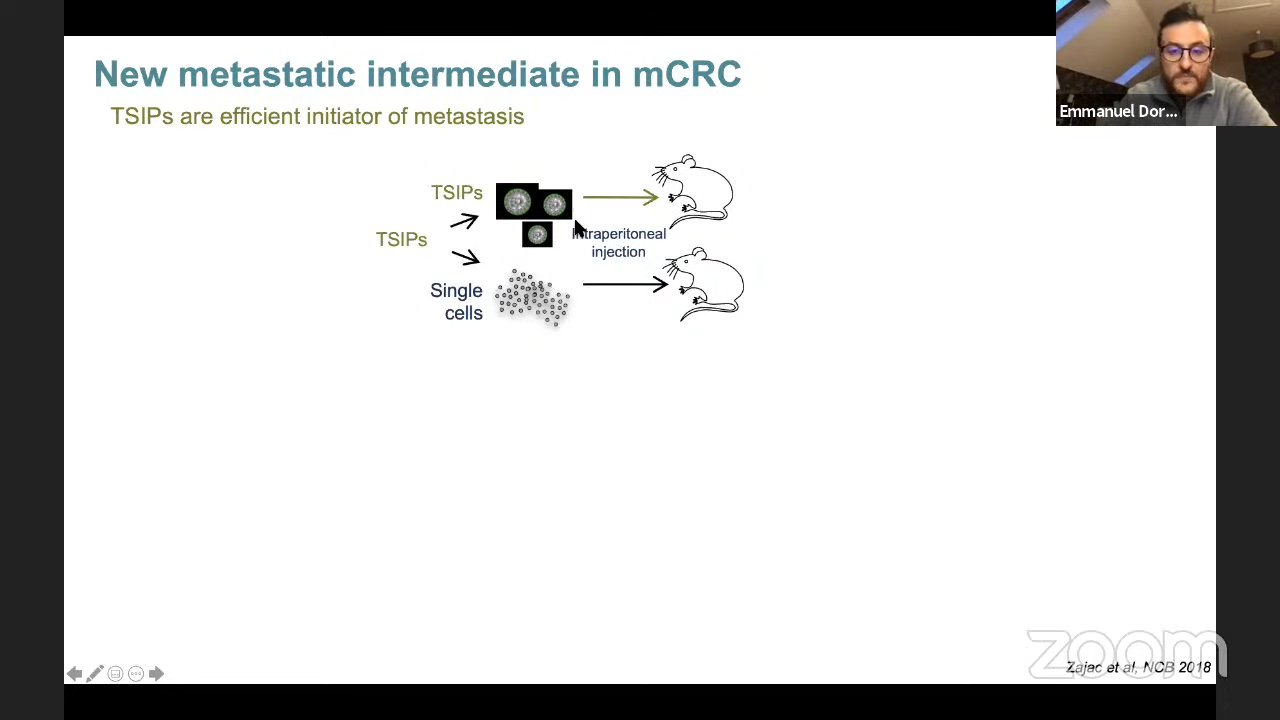 New metastatic intermediate in mCRC
TSIPs are efficient initiator of metastasis
Emmanuel Dor...
TSIPs
TSIPs
Intraperitoneal
injection
Single
cells
zoom
Zajac et al, NCB 2018